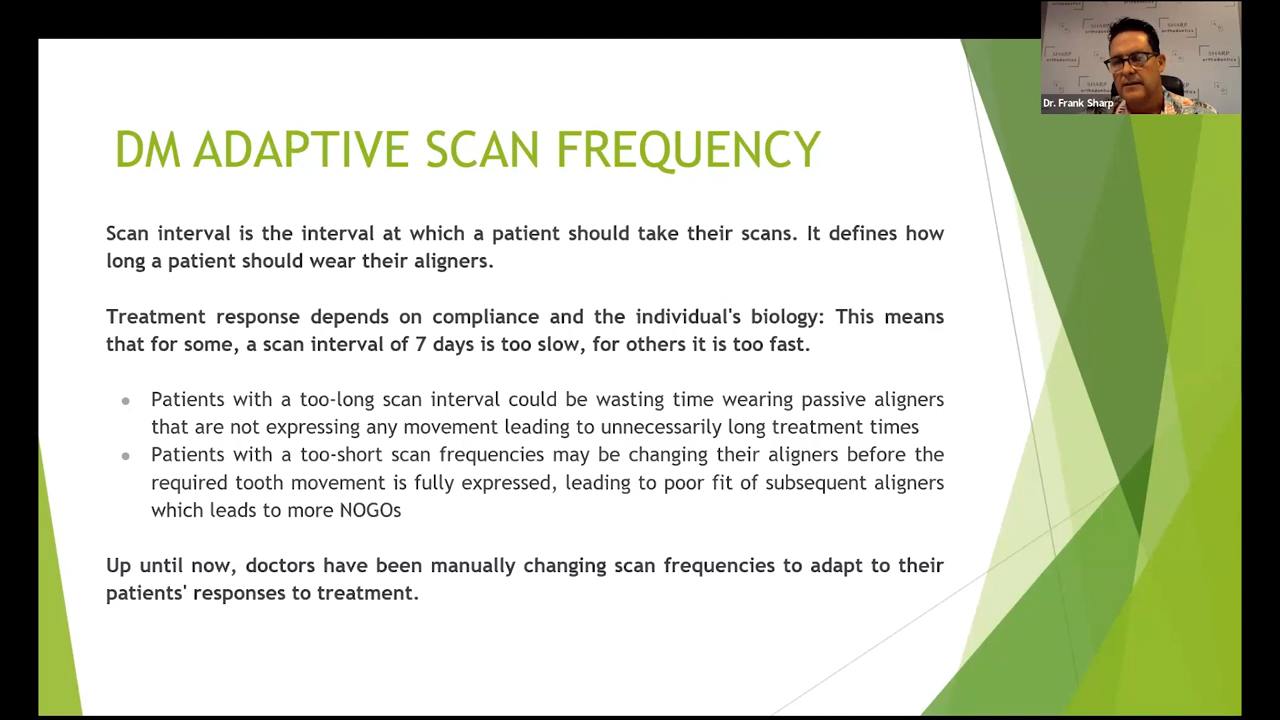 DM ADAPTIVE SCAN FREQUENCY
Scan interval is the interval at which a patient should take their scans. It defines how
long a patient should wear their aligners.
Treatment response depends on compliance and the individual's biology: This means
that for some, a scan interval of 7 days is too slow, for others it is too fast.
Patients with a too-long scan interval could be wasting time wearing passive aligners
that are not expressing any movement leading to unnecessarily long treatment times
Patients with a too-short scan frequencies may be changing their aligners before the
required tooth movement is fully expressed, leading to poor fit of subsequent aligners
which leads to more NOGOs
Up until now, doctors have been manually changing scan frequencies to adapt to their
patients' responses to treatment.
SHARP
orthodontics
Dr. Frank Sharp